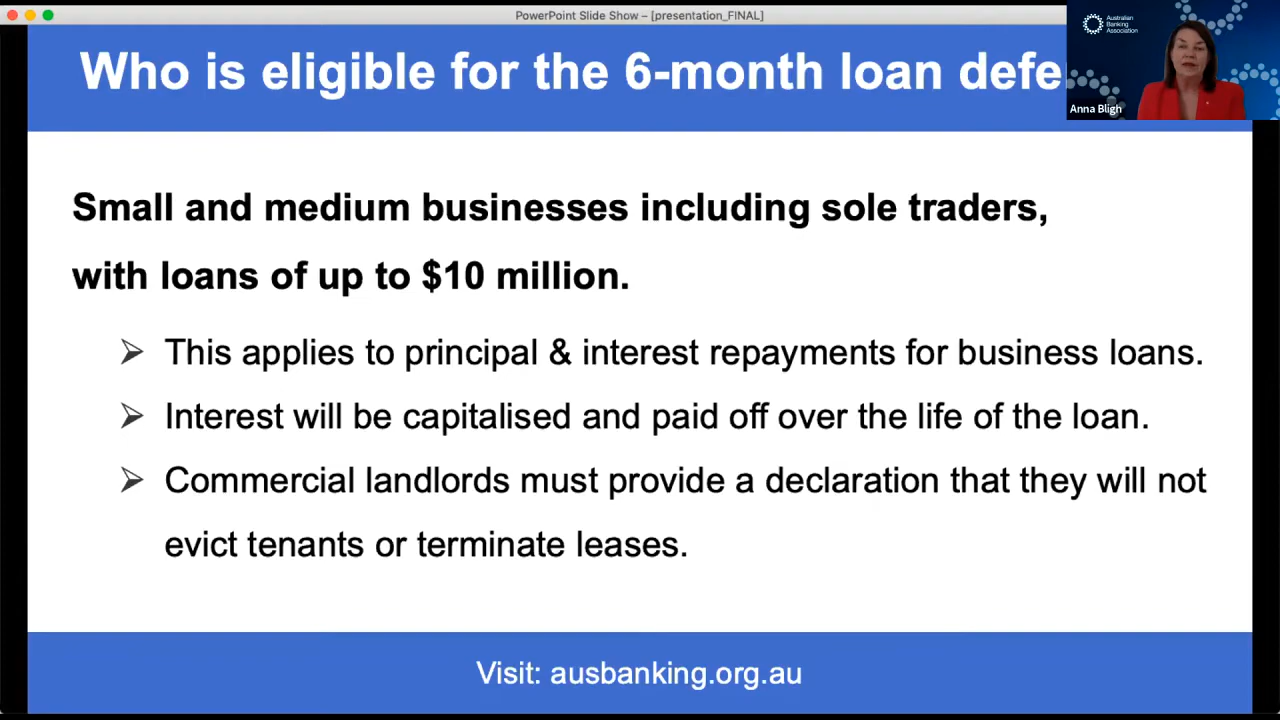 PowerPoint Slide Show – [presentation_FINAL]
Who is eligible for the 6-month loan defe
Australian
Banking
Association
Anna Bligh
Small and medium businesses including sole traders,
with loans of up to $10 million.
This applies to principal & interest repayments for business loans.
Interest will be capitalised and paid off over the life of the loan.
Commercial landlords must provide a declaration that they will not
evict tenants or terminate leases.
Visit: ausbanking.org.au